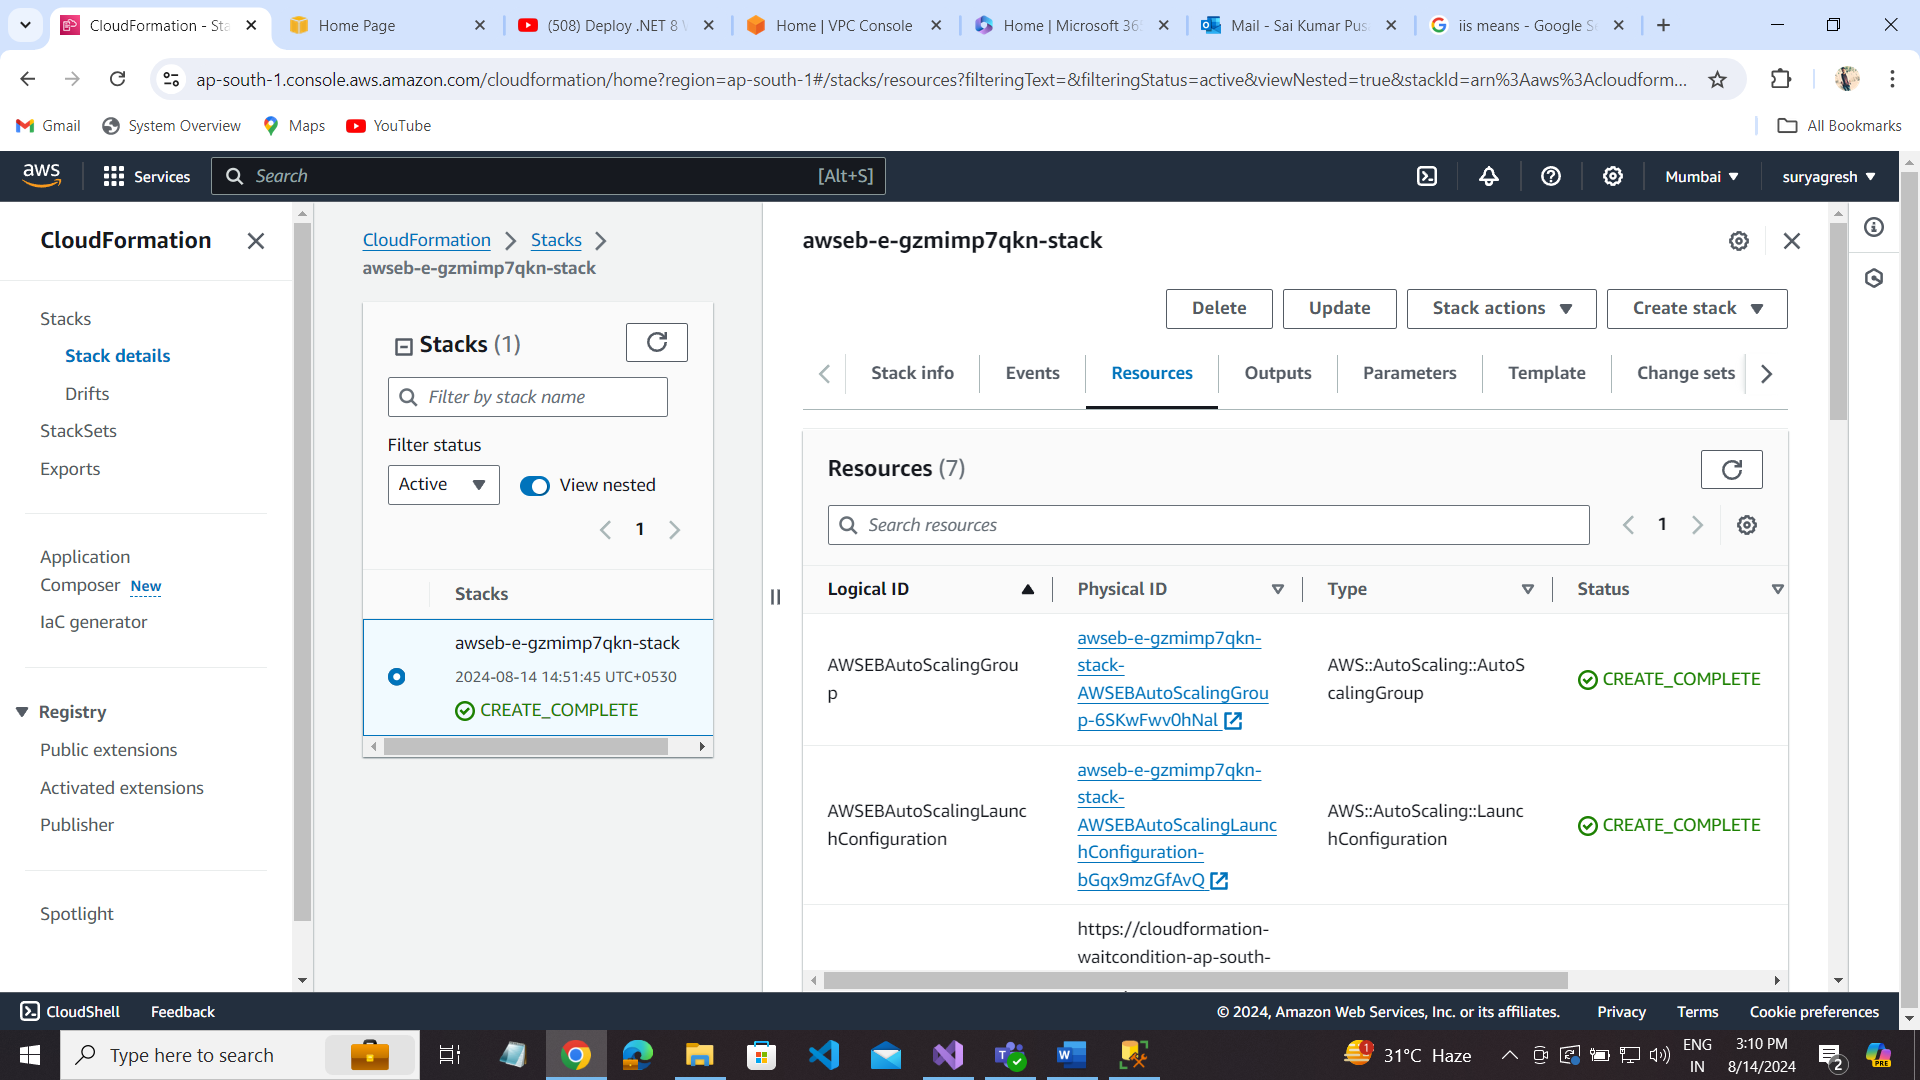 CloudFormation - Sta
Home Page
(508) Deploy .NET 8 V
Home | VPC Console
Home | Microsoft 365
Mail - Sai Kumar Pus
iis means - Google Se
ap-south-1.console.aws.amazon.com/cloudformation/home?region=ap-south-1#/stacks/resources?filteringText=&filteringStatus=active&viewNested=true&stackId=arn%3Aaws%3Acloudform...
Gmail
System Overview
Maps
YouTube
All Bookmarks
aws
Services
Search
[Alt+S]
Mumbai
suryagresh
CloudFormation
Stacks
Stack details
Drifts
StackSets
Exports
Application
Composer New
IaC generator
Registry
Public extensions
Activated extensions
Publisher
Spotlight
CloudFormation
Stacks
awseb-e-gzmimp7qkn-stack
Stacks (1)
Filter by stack name
Filter status
Active
View nested
1
Stacks
awseb-e-gzmimp7qkn-stack
2024-08-14 14:51:45 UTC+0530
CREATE_COMPLETE
awseb-e-gzmimp7qkn-stack
Delete
Update
Stack actions
Create stack
Stack info
Events
Resources
Outputs
Parameters
Template
Change sets
Resources (7)
Search resources
1
Logical ID
Physical ID
Type
Status
AWSEBAutoScalingGrou
p
awseb-e-gzmimp7qkn-
stack-
AWSEBAutoScalingGrou
p-6SKwFwv0hNal
AWS::AutoScaling::AutoS
calingGroup
CREATE_COMPLETE
AWSEBAutoScalingLaunc
hConfiguration
awseb-e-gzmimp7qkn-
stack-
AWSEBAutoScalingLaunc
hConfiguration-
bGqx9mzGfAvQ
AWS::AutoScaling::Launc
hConfiguration
CREATE_COMPLETE
https://cloudformation-
waitcondition-ap-south-
CloudShell
Feedback
© 2024, Amazon Web Services, Inc. or its affiliates.
Privacy
Terms
Cookie preferences
Type here to search
1
31°C Haze
ENG
IN
3:10 PM
8/14/2024
2
PRE